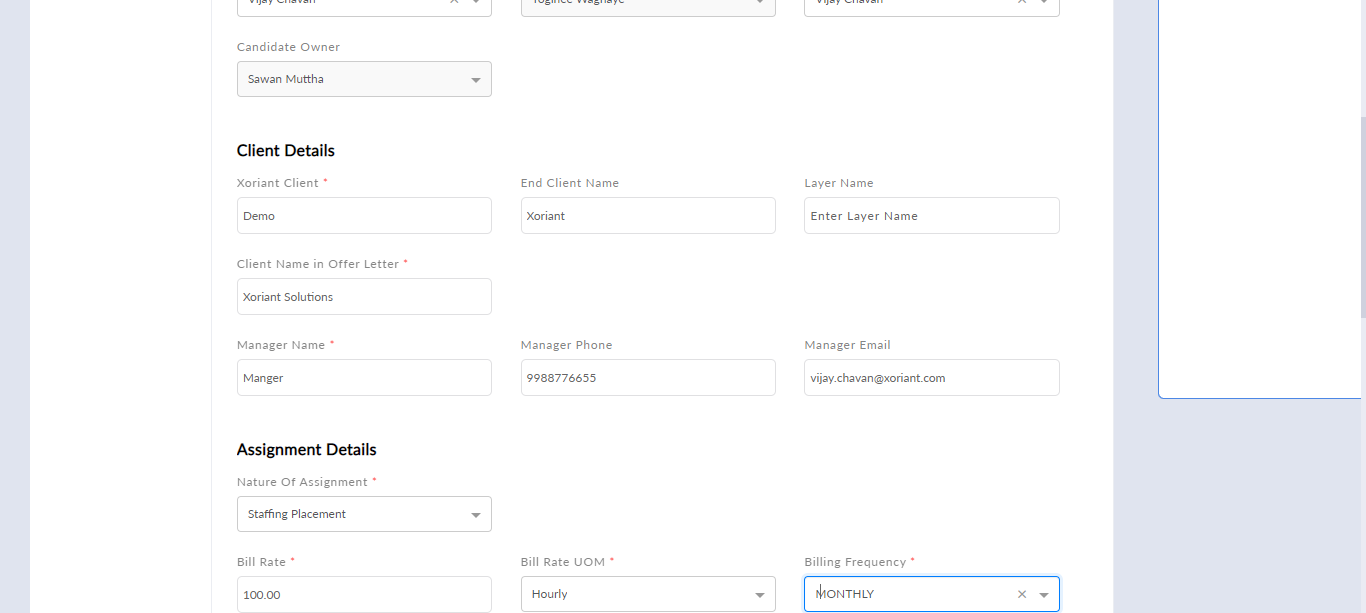 Vijay Chavan Yoginee Waghaye Vijay Chavan
Candidate Owner
Sawan Muttha
Client Details
Xoriant Client * End Client Name Layer Name
Demo Xoriant Enter Layer Name
Client Name in Offer Letter *
Xoriant Solutions
Manager Name * Manager Phone Manager Email
Manger 9988776655 vijay.chavan@xoriant.com
Assignment Details
Nature Of Assignment *
Staffing Placement
Bill Rate * Bill Rate UOM * Billing Frequency *
100.00 Hourly MONTHLY